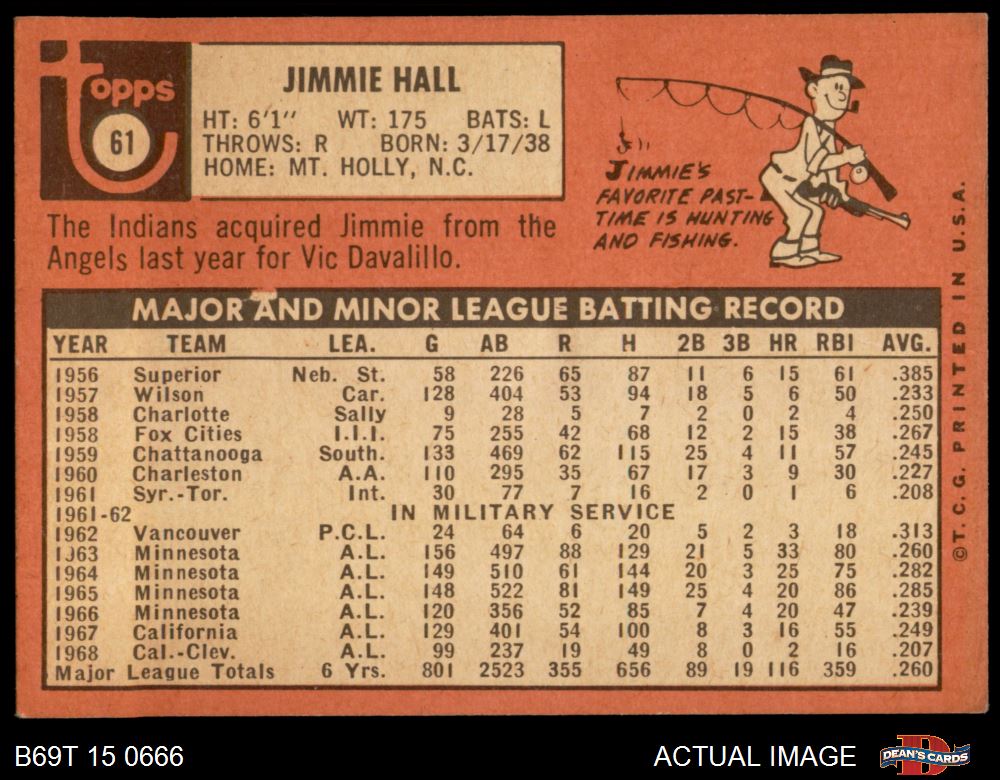 Topps
61
JIMMIE HALL
HT: 6'1" WT: 175 BATS: L
THROWS: R BORN: 3/17/38
HOME: MT. HOLLY, N.C.
The Indians acquired Jimmie from the
Angels last year for Vic Davalillo.
JIMMIE'S
FAVORITE PAST-
TIME IS HUNTING
AND FISHING.
MAJOR AND MINOR LEAGUE BATTING RECORD
YEAR TEAM LEA. G AB R H 2B 3B HR RBI AVG.
1956 Superior Neb. St. 58 226 65 87 11 6 15 61 .385
1957 Wilson Car. 128 404 53 94 18 5 6 50 .233
1958 Charlotte Sally 9 28 5 7 2 0 2 4 .250
1958 Fox Cities I.I.I. 75 255 42 68 12 2 15 38 .267
1959 Chattanooga South. 133 469 62 115 25 4 11 57 .245
1960 Charleston A.A. 110 295 35 67 17 3 9 30 .227
1961 Syr.-Tor. Int. 30 77 7 16 2 0 1 6 .208
1961-62 IN MILITARY SERVICE
1962 Vancouver P.C.L. 24 64 6 20 5 2 3 18 .313
1963 Minnesota A.L. 156 497 88 129 21 5 33 80 .260
1964 Minnesota A.L. 149 510 61 144 20 3 25 75 .282
1965 Minnesota A.L. 148 522 81 149 25 4 20 86 .285
1966 Minnesota A.L. 120 356 52 85 7 4 20 47 .239
1967 California A.L. 129 401 54 100 8 3 16 55 .249
1968 Cal.-Clev. A.L. 99 237 19 49 8 0 2 16 .207
Major League Totals 6 Yrs. 801 2523 355 656 89 19 116 359 .260
©T.C.G. PRINTED IN U.S.A.
B69T 15 0666
ACTUAL IMAGE
DEAN'S CARDS